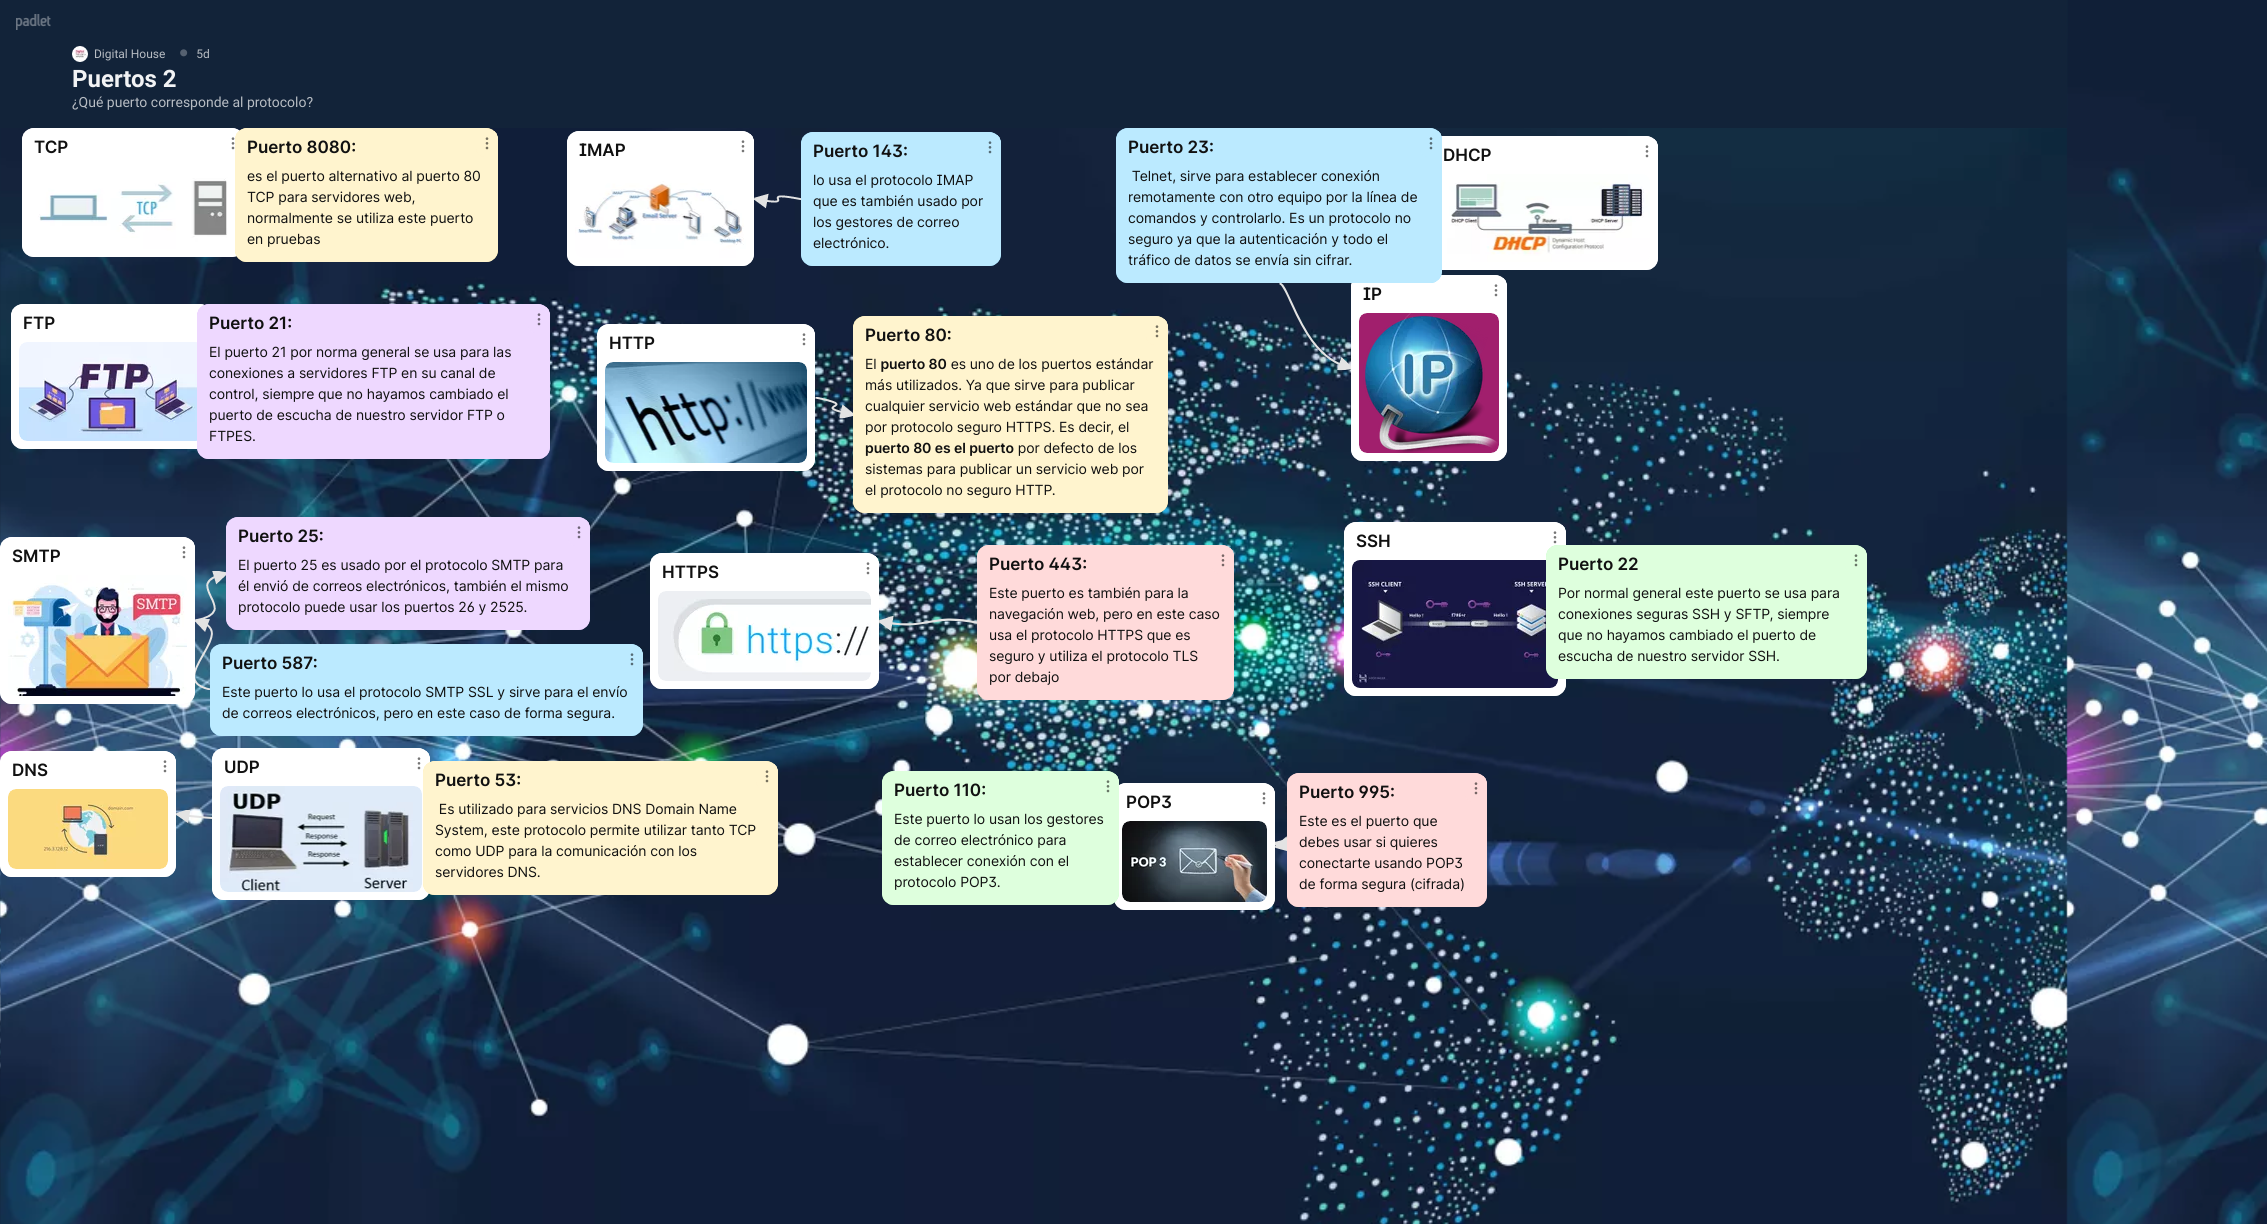 padlet
Digital House • 5d
Puertos 2
¿Qué puerto corresponde al protocolo?
TCP
TCP
Puerto 8080:
es el puerto alternativo al puerto 80
TCP para servidores web,
normalmente se utiliza este puerto
en pruebas
IMAP
Email Server
Puerto 143:
lo usa el protocolo IMAP
que es también usado por
los gestores de correo
electrónico.
Puerto 23:
Telnet, sirve para establecer conexión
remotamente con otro equipo por la línea de
comandos y controlarlo. Es un protocolo no
seguro ya que la autenticación y todo el
tráfico de datos se envía sin cifrar.
DHCP
DHCP Client
Router
DHCP Server
DHCP
Dynamic Host
Configuration Protocol
FTP
FTP
Puerto 21:
El puerto 21 por norma general se usa para las
conexiones a servidores FTP en su canal de
control, siempre que no hayamos cambiado el
puerto de escucha de nuestro servidor FTP o
FTPES.
HTTP
http://www
Puerto 80:
El puerto 80 es uno de los puertos estándar
más utilizados. Ya que sirve para publicar
cualquier servicio web estándar que no sea
por protocolo seguro HTTPS. Es decir, el
puerto 80 es el puerto por defecto de los
sistemas para publicar un servicio web por
el protocolo no seguro HTTP.
IP
IP
SMTP
SMTP
Puerto 25:
El puerto 25 es usado por el protocolo SMTP para
él envió de correos electrónicos, también el mismo
protocolo puede usar los puertos 26 y 2525.
Puerto 587:
Este puerto lo usa el protocolo SMTP SSL y sirve para el envío
de correos electrónicos, pero en este caso de forma segura.
HTTPS
https://
Puerto 443:
Este puerto es también para la
navegación web, pero en este caso
usa el protocolo HTTPS que es
seguro y utiliza el protocolo TLS
por debajo
SSH
SSH CLIENT
SSH SERVER
Puerto 22
Por normal general este puerto se usa para
conexiones seguras SSH y SFTP, siempre
que no hayamos cambiado el puerto de
escucha de nuestro servidor SSH.
DNS
UDP
UDP
Request
Response
Response
Client
Server
Puerto 53:
Es utilizado para servicios DNS Domain Name
System, este protocolo permite utilizar tanto TCP
como UDP para la comunicación con los
servidores DNS.
Puerto 110:
Este puerto lo usan los gestores
de correo electrónico para
establecer conexión con el
protocolo POP3.
POP3
POP 3
Puerto 995:
Este es el puerto que
debes usar si quieres
conectarte usando POP3
de forma segura (cifrada)